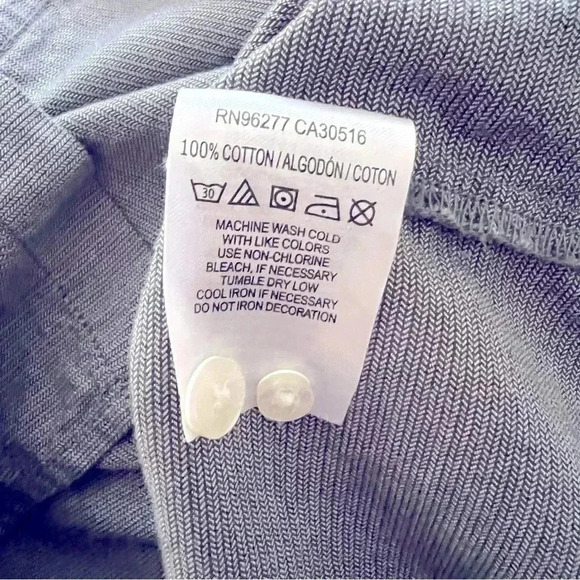 RN96277 CA30516
100% COTTON / ALGODÓN / COTON
30
MACHINE WASH COLD
WITH LIKE COLORS
USE NON-CHLORINE
BLEACH, IF NECESSARY
TUMBLE DRY LOW
COOL IRON IF NECESSARY
DO NOT IRON DECORATION